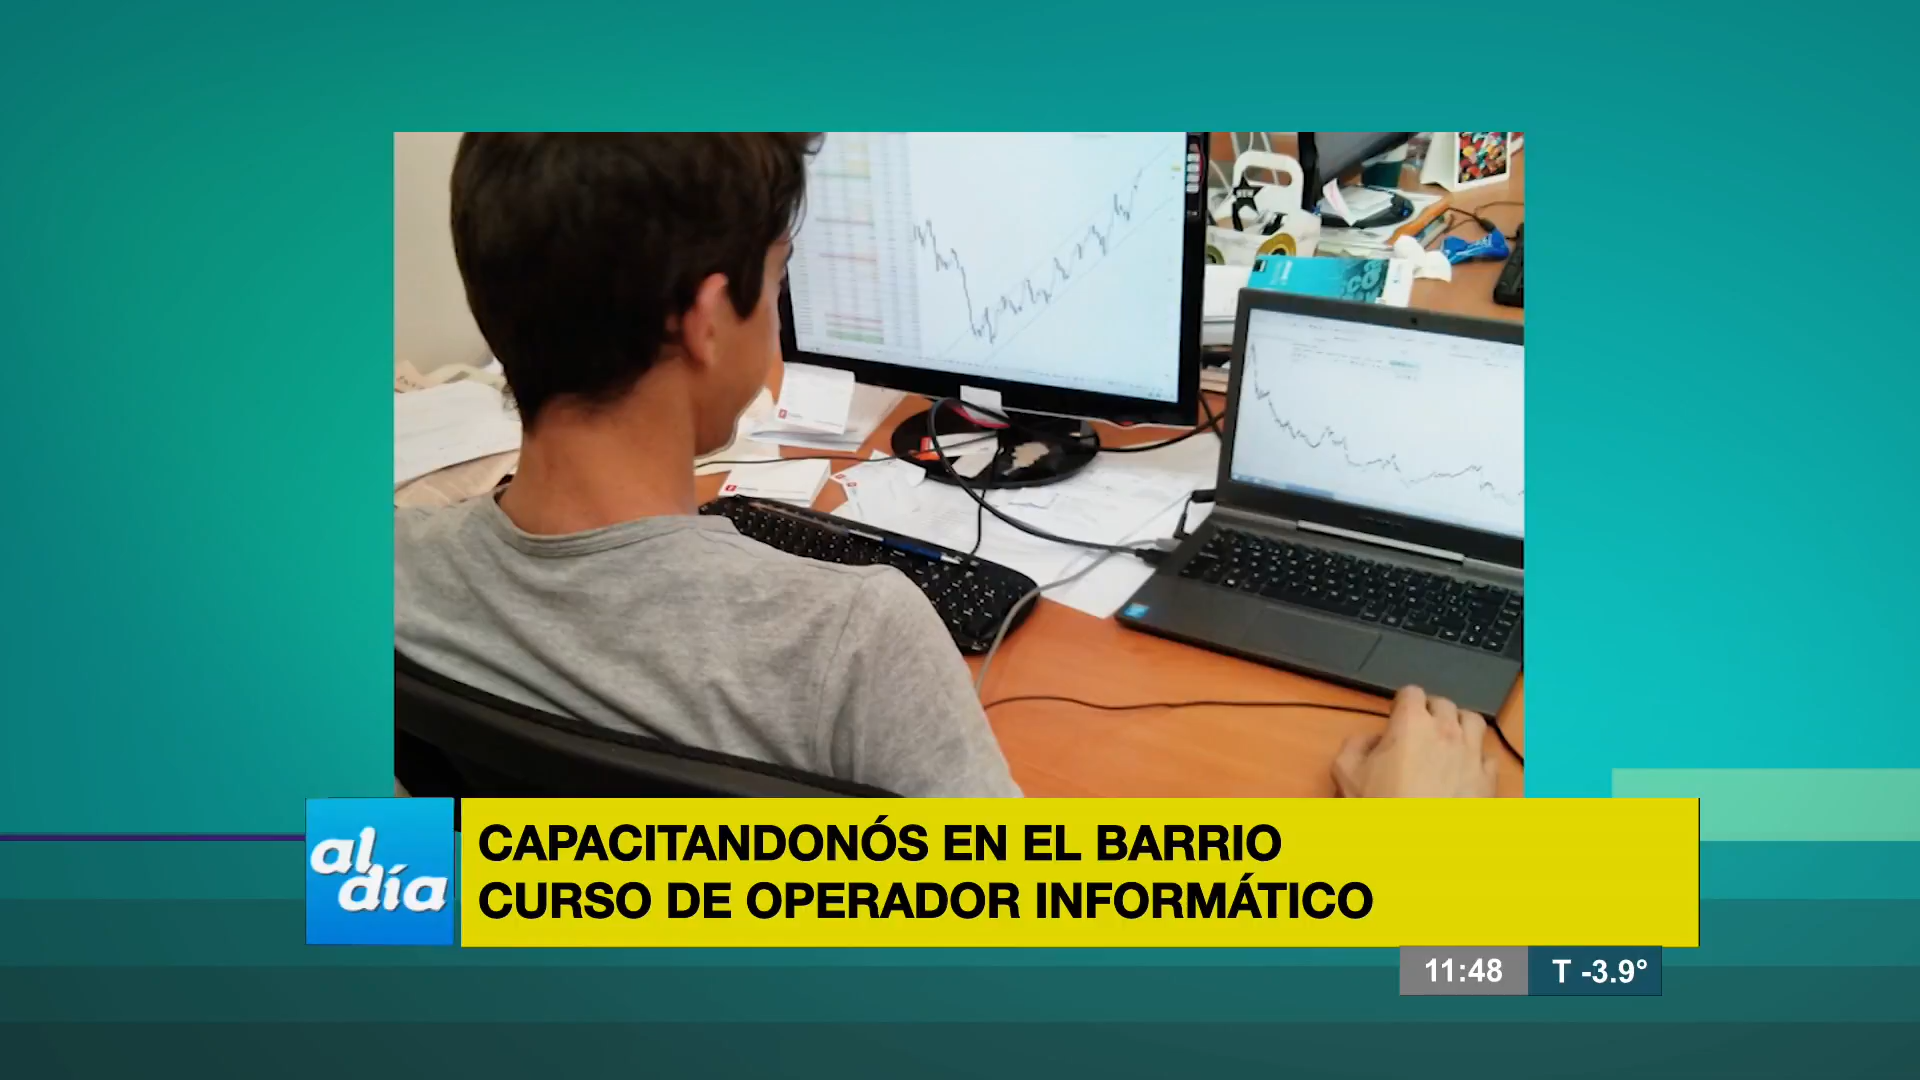 al
día
CAPACITANDONÓS EN EL BARRIO
CURSO DE OPERADOR INFORMÁTICO
11:48
T -3.9°